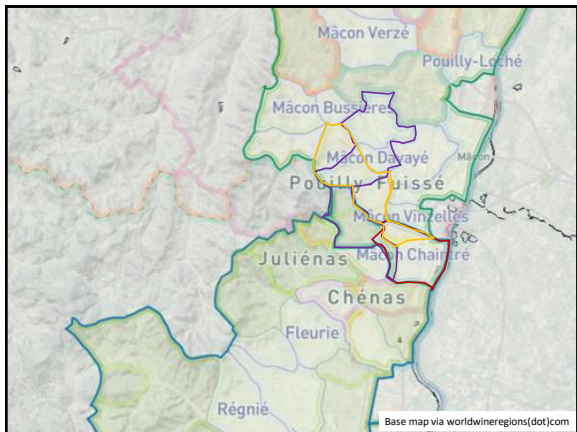 Mâcon Verzé
Pouilly-Loché
Mâcon Bussières
Mâcon Davayé
Mâcon
Pouilly Fuissé
Mâcon Vinzelles
Juliénas
Mâcon Chaintré
Chénas
Fleurie
Régnié
Base map via worldwineregions(dot)com